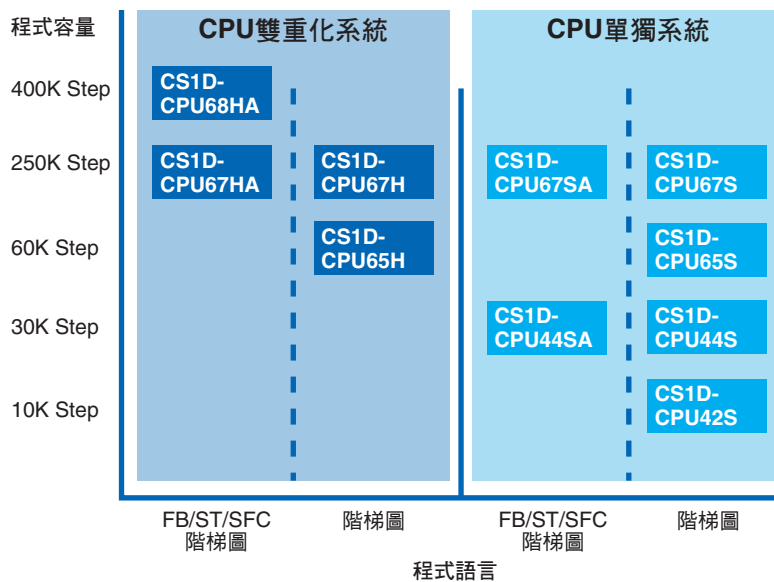 程式容量
CPU雙重化系統
CPU單獨系統
400K Step
CS1D-
CPU68HA
250K Step
CS1D-
CPU67HA
CS1D-
CPU67H
CS1D-
CPU67SA
CS1D-
CPU67S
60K Step
CS1D-
CPU65H
CS1D-
CPU65S
30K Step
CS1D-
CPU44SA
CS1D-
CPU44S
10K Step
CS1D-
CPU42S
FB/ST/SFC
階梯圖
階梯圖
FB/ST/SFC
階梯圖
階梯圖
程式語言